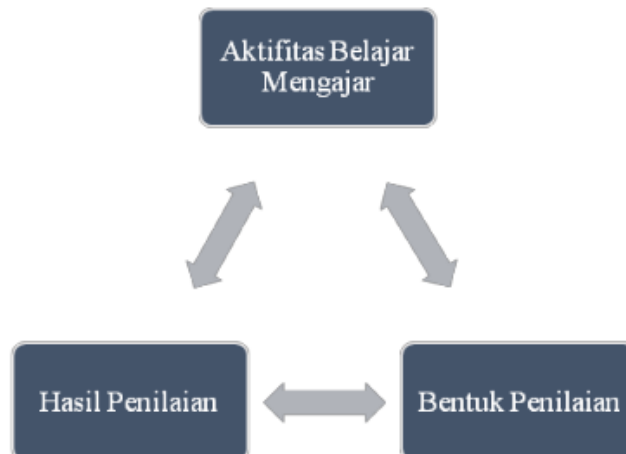 Aktifitas Belajar
Mengajar
Hasil Penilaian
Bentuk Penilaian